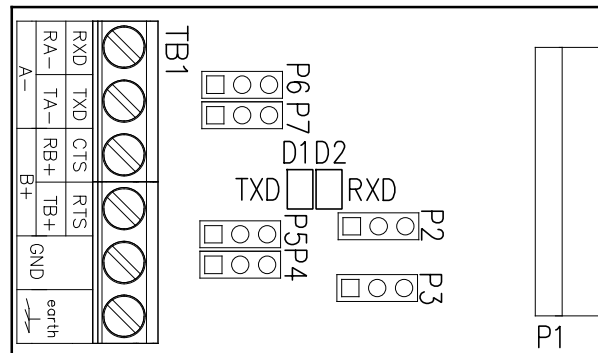 TB1
RXD TXD CTS RTS
RA− TA− RB+ TB+ GND earth
A− B+
P6
P7
D1 D2
TXD RXD
P5
P4
P2
P3
P1